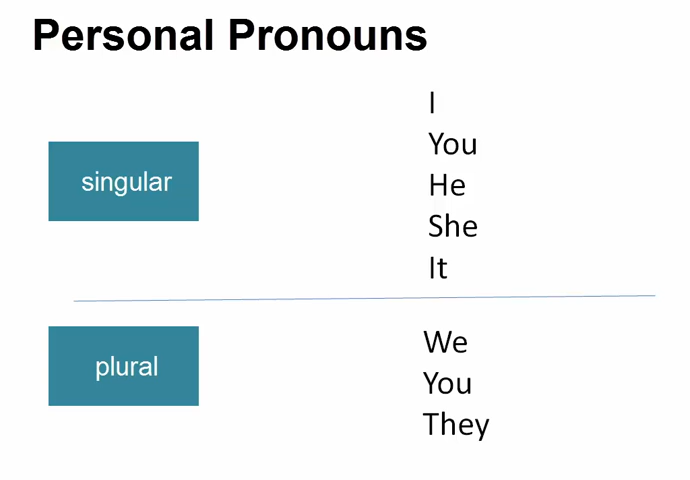 Personal Pronouns
singular
I
You
He
She
It
plural
We
You
They